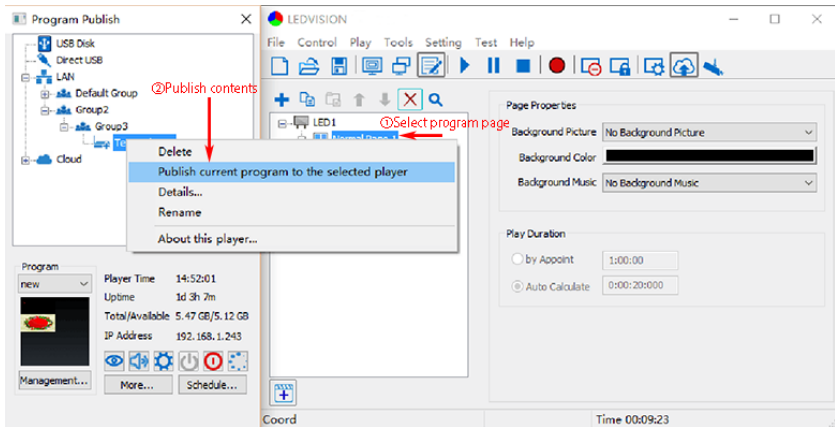 Program Publish
USB Disk
Direct USB
LAN
Default Group
Group2
Group3
Te
Cloud
②Publish contents
Delete
Publish current program to the selected player
Details...
Rename
About this player...
Program
new
Management...
Player Time 14:52:01
Uptime 1d 3h 7m
Total/Available 5.47 GB/5.12 GB
IP Address 192.168.1.243
More... Schedule...
LEDVISION
File Control Play Tools Setting Test Help
LED1
Normal Page-1
①Select program page
Page Properties
Background Picture No Background Picture
Background Color
Background Music No Background Music
Play Duration
by Appoint 1:00:00
Auto Calculate 0:00:20:000
Coord
Time 00:09:23